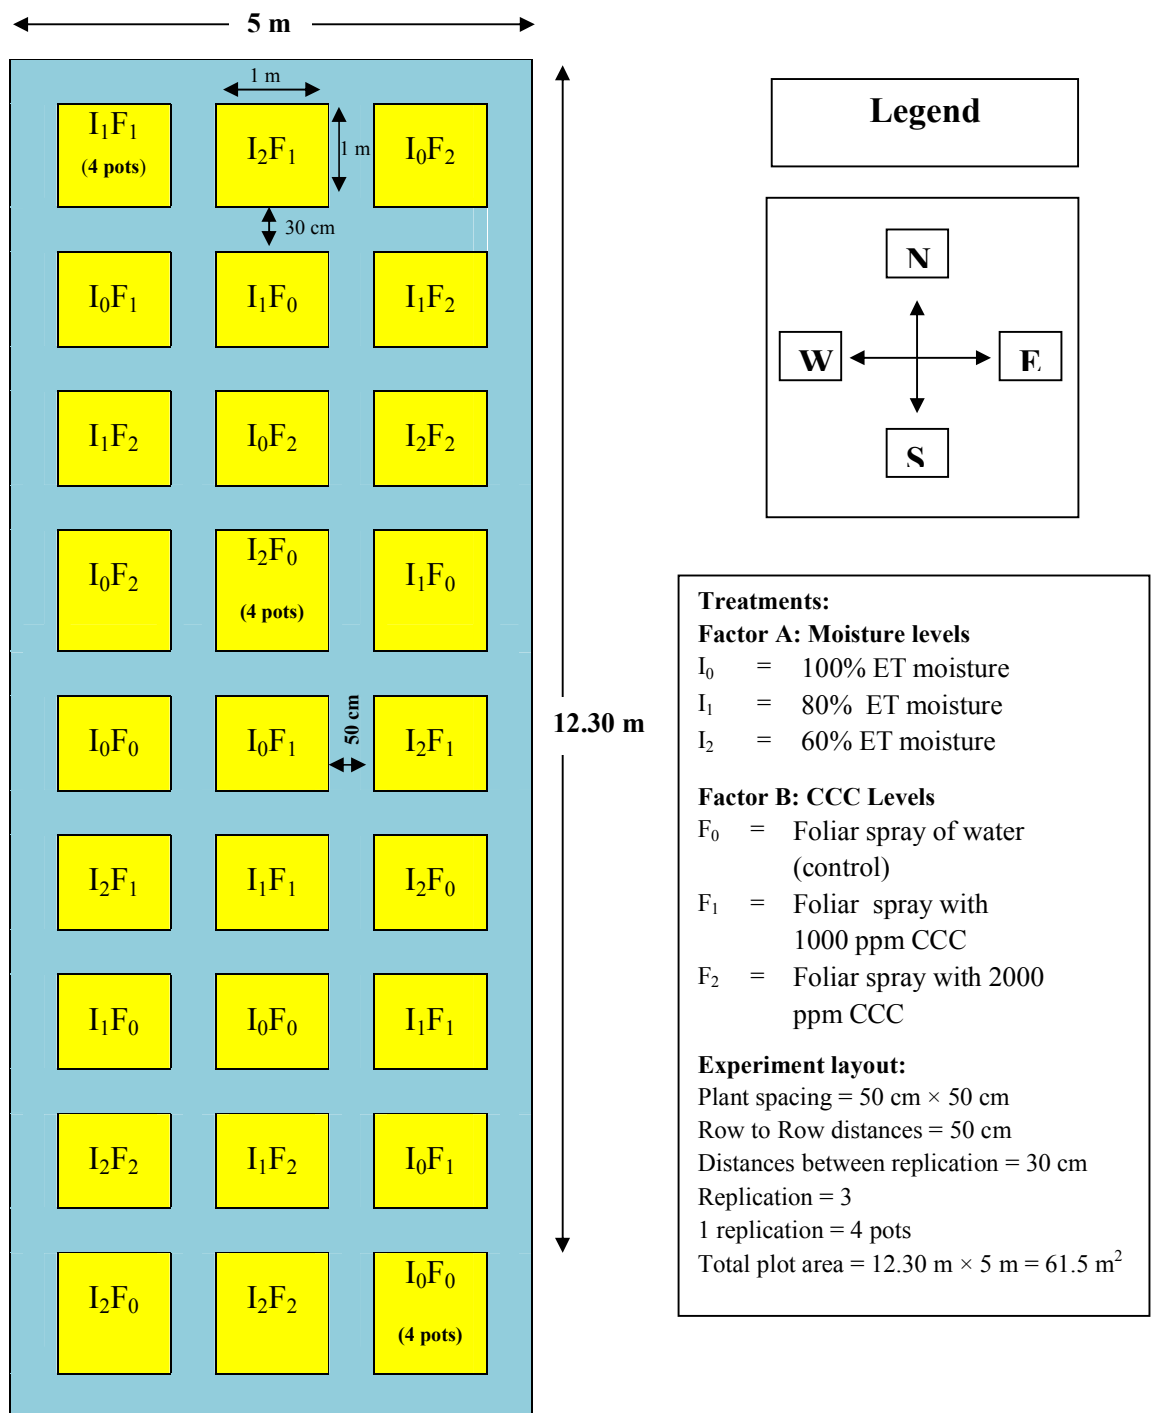 5 m
1 m
I₁F₁
(4 pots)
I₂F₁
1 m
I₀F₂
30 cm
I₀F₁
I₁F₀
I₁F₂
I₁F₂
I₀F₂
I₂F₂
I₀F₂
I₂F₀
(4 pots)
I₁F₀
I₀F₀
I₀F₁
50 cm
I₂F₁
12.30 m
I₂F₁
I₁F₁
I₂F₀
I₁F₀
I₀F₀
I₁F₁
I₂F₂
I₁F₂
I₀F₁
I₂F₀
I₂F₂
I₀F₀
(4 pots)
Legend
N
W
E
S
Treatments:
Factor A: Moisture levels
I₀ = 100% ET moisture
I₁ = 80% ET moisture
I₂ = 60% ET moisture
Factor B: CCC Levels
F₀ = Foliar spray of water
(control)
F₁ = Foliar spray with
1000 ppm CCC
F₂ = Foliar spray with 2000
ppm CCC
Experiment layout:
Plant spacing = 50 cm × 50 cm
Row to Row distances = 50 cm
Distances between replication = 30 cm
Replication = 3
1 replication = 4 pots
Total plot area = 12.30 m × 5 m = 61.5 m²